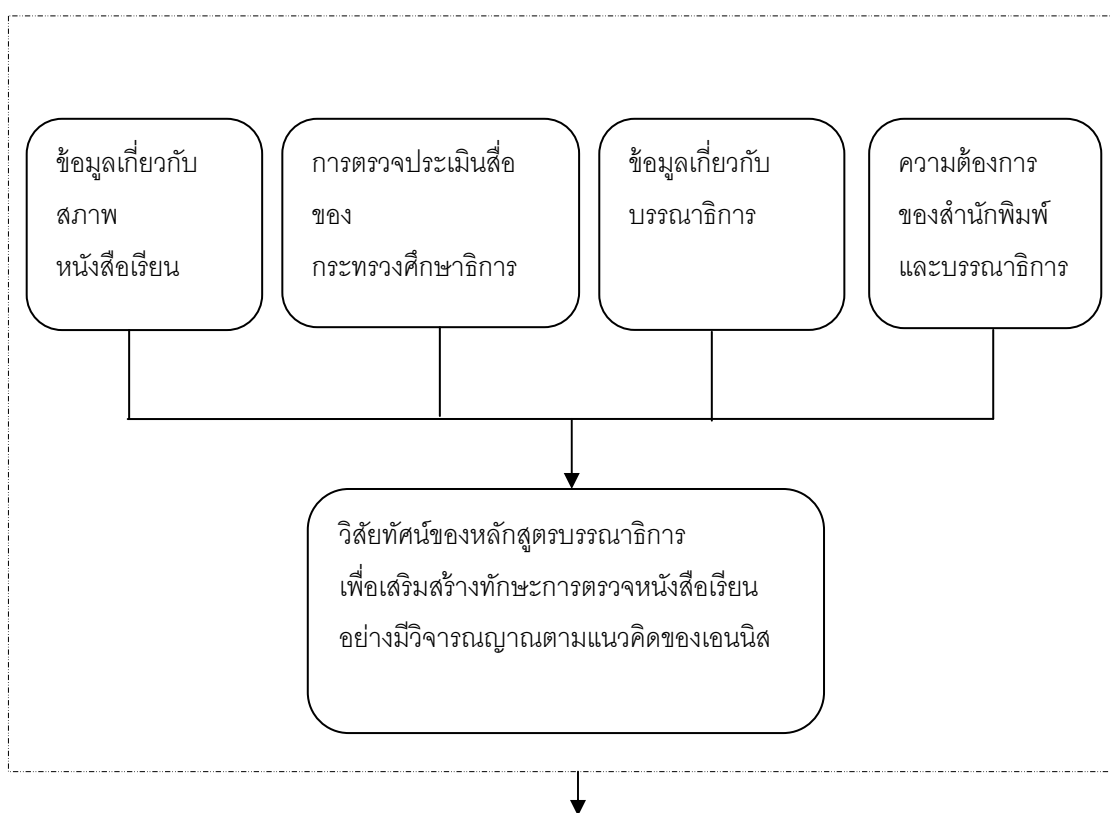 ข้อมูลเกี่ยวกับ
สภาพ
หนังสือเรียน
การตรวจประเมินสื่อ
ของ
กระทรวงศึกษาธิการ
ข้อมูลเกี่ยวกับ
บรรณาธิการ
ความต้องการ
ของสำนักพิมพ์
และบรรณาธิการ
วิสัยทัศน์ของหลักสูตรบรรณาธิการ
เพื่อเสริมสร้างทักษะการตรวจหนังสือเรียน
อย่างมีวิจารณญาณตามแนวคิดของเอนนิส